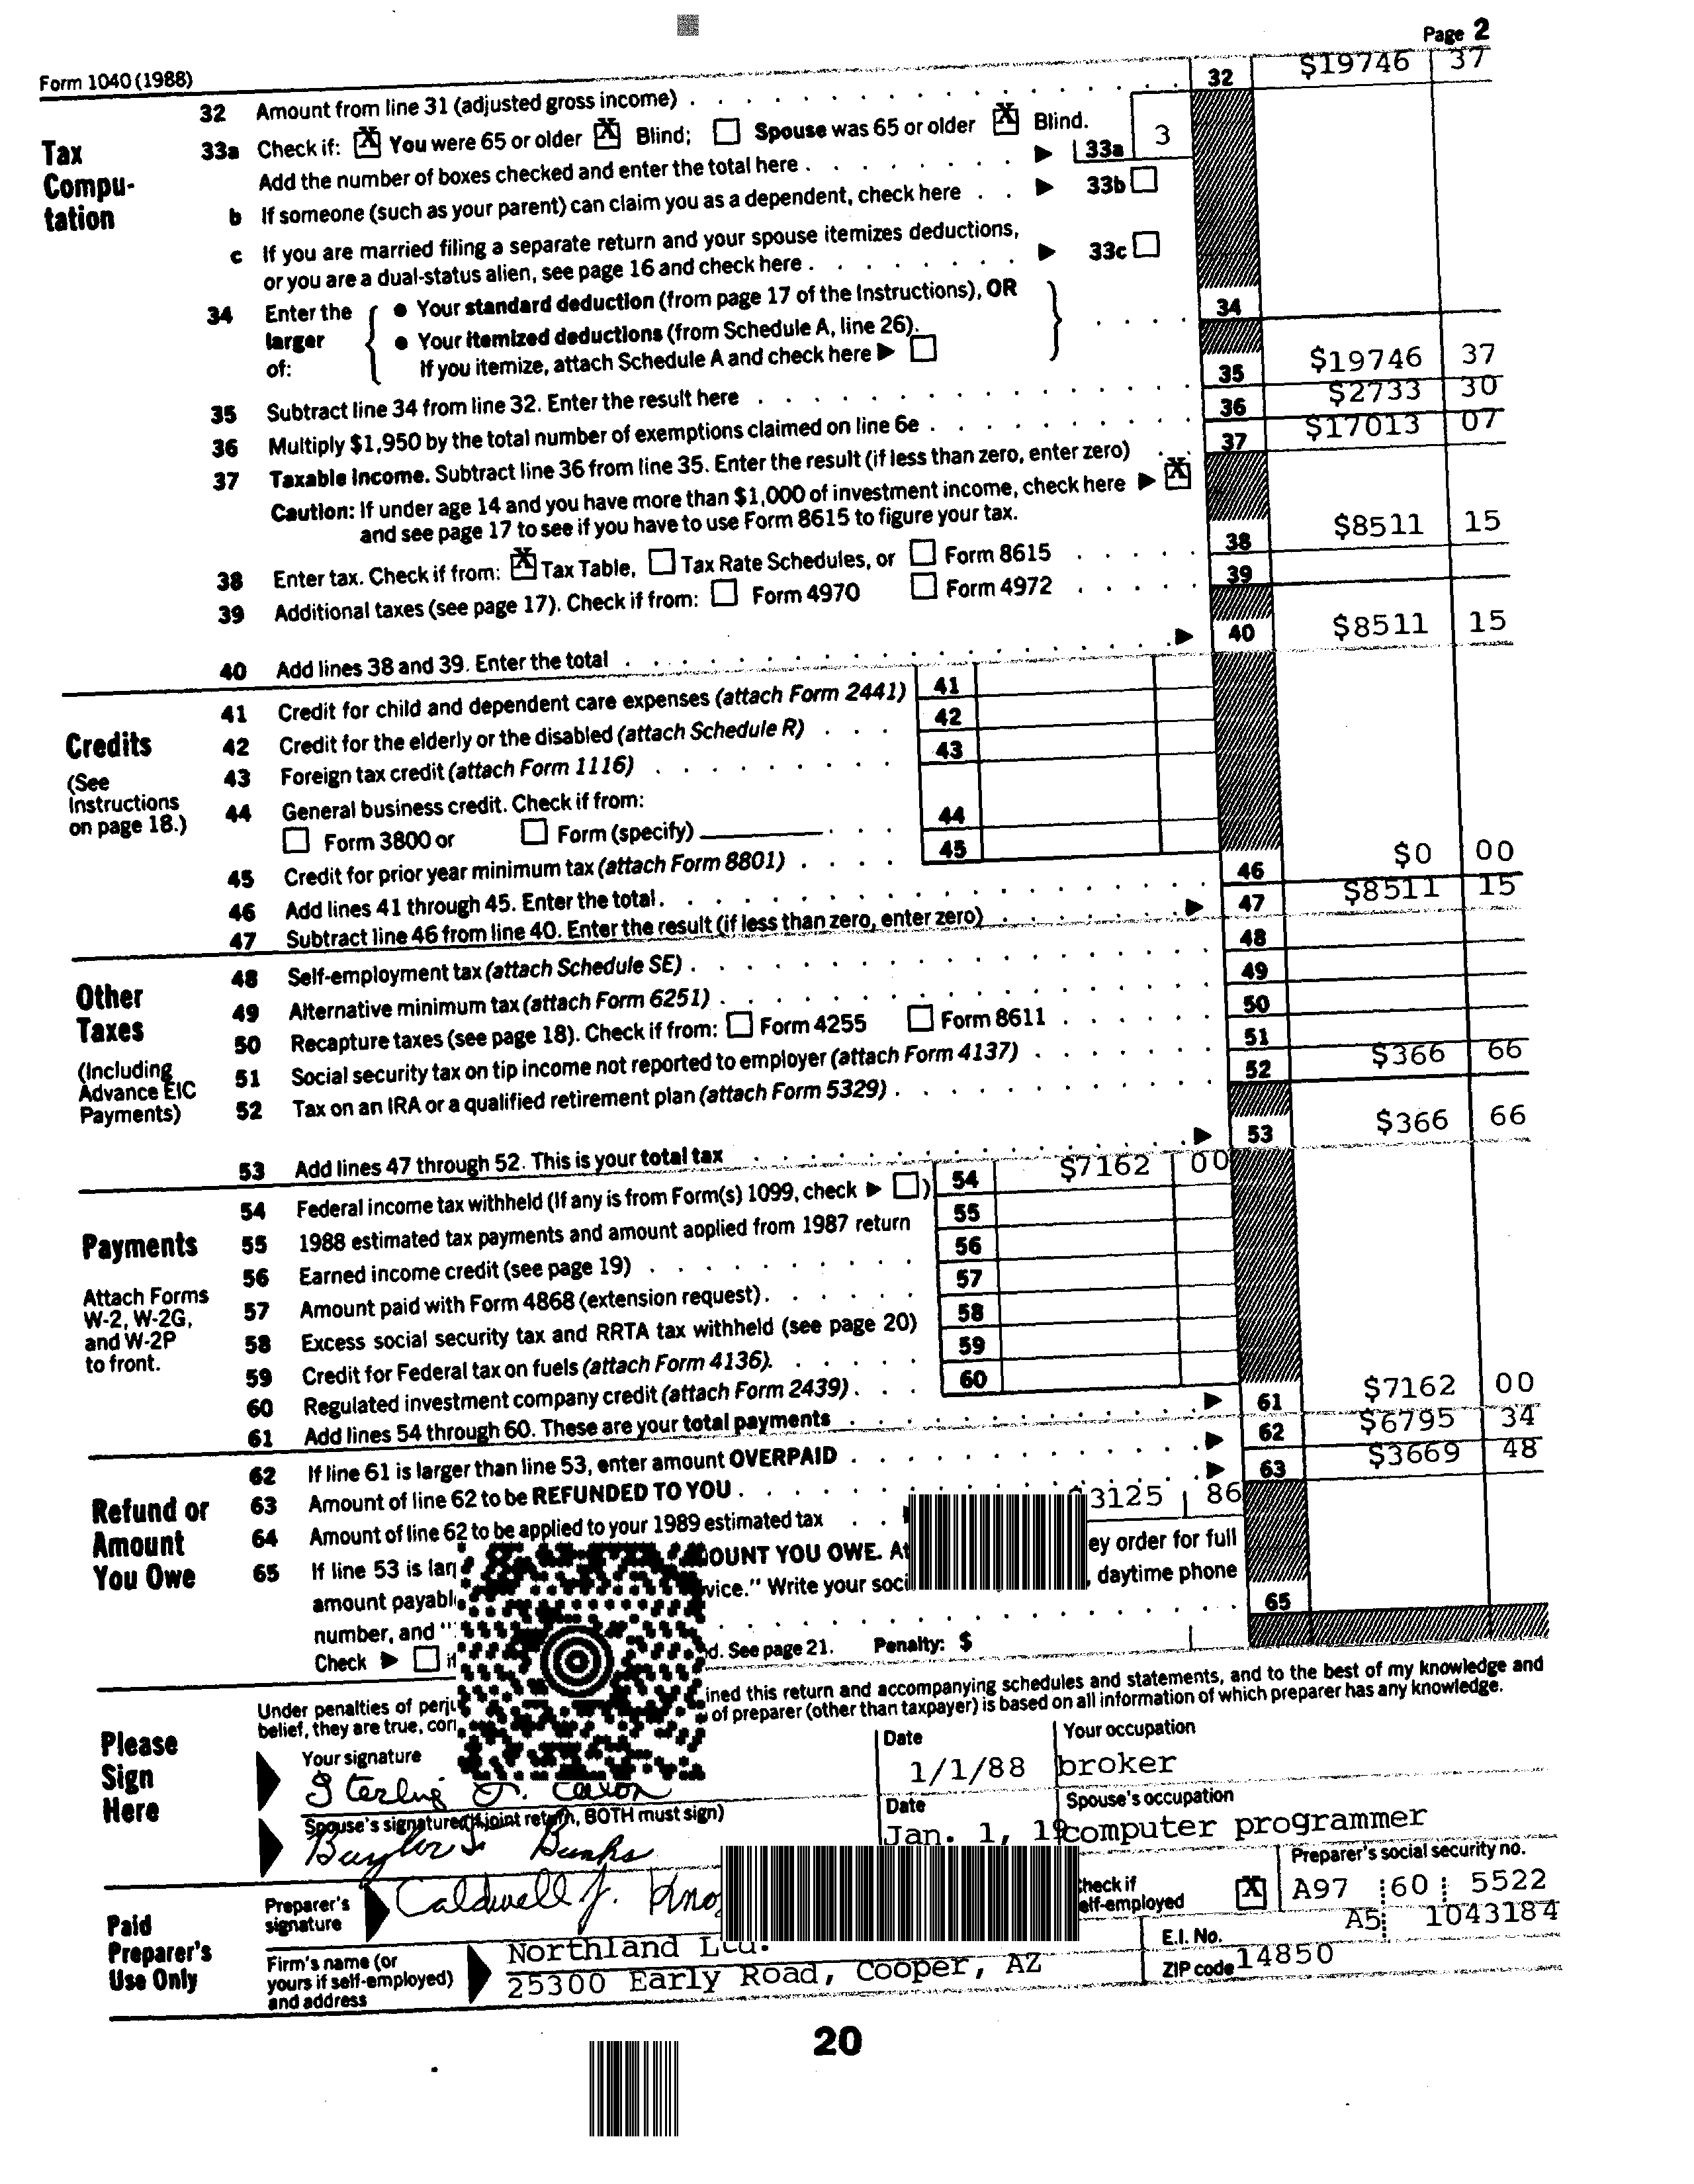 Page 2
Form 1040 (1988)
32 Amount from line 31 (adjusted gross income) 32 $19746 37
Tax Compu- tation
33a Check if: X You were 65 or older X Blind; Spouse was 65 or older X Blind.
Add the number of boxes checked and enter the total here 33a 3
b If someone (such as your parent) can claim you as a dependent, check here 33b
c If you are married filing a separate return and your spouse itemizes deductions,
or you are a dual-status alien, see page 16 and check here 33c
34 Enter the larger of:
• Your standard deduction (from page 17 of the Instructions), OR
• Your itemized deductions (from Schedule A, line 26).
If you itemize, attach Schedule A and check here
34
35 Subtract line 34 from line 32. Enter the result here 35 $19746 37
36 Multiply $1,950 by the total number of exemptions claimed on line 6e 36 $2733 30
37 Taxable income. Subtract line 36 from line 35. Enter the result (if less than zero, enter zero) 37 $17013 07
Caution: If under age 14 and you have more than $1,000 of investment income, check here X
and see page 17 to see if you have to use Form 8615 to figure your tax.
38 Enter tax. Check if from: X Tax Table, Tax Rate Schedules, or Form 8615 38 $8511 15
39 Additional taxes (see page 17). Check if from: Form 4970 Form 4972 39
40 Add lines 38 and 39. Enter the total 40 $8511 15
Credits
(See Instructions on page 18.)
41 Credit for child and dependent care expenses (attach Form 2441) 41
42 Credit for the elderly or the disabled (attach Schedule R) 42
43 Foreign tax credit (attach Form 1116) 43
44 General business credit. Check if from:
Form 3800 or Form (specify) 44
45 Credit for prior year minimum tax (attach Form 8801) 45
46 Add lines 41 through 45. Enter the total 46 $0 00
47 Subtract line 46 from line 40. Enter the result (if less than zero, enter zero) 47 $8511 15
Other Taxes
(Including Advance EIC Payments)
48 Self-employment tax (attach Schedule SE) 48
49 Alternative minimum tax (attach Form 6251) 49
50 Recapture taxes (see page 18). Check if from: Form 4255 Form 8611 50
51 Social security tax on tip income not reported to employer (attach Form 4137) 51
52 Tax on an IRA or a qualified retirement plan (attach Form 5329) 52 $366 66
53 Add lines 47 through 52. This is your total tax 53 $366 66
Payments
Attach Forms W-2, W-2G, and W-2P to front.
54 Federal income tax withheld (If any is from Form(s) 1099, check ) 54 $7162 00
55 1988 estimated tax payments and amount applied from 1987 return 55
56 Earned income credit (see page 19) 56
57 Amount paid with Form 4868 (extension request) 57
58 Excess social security tax and RRTA tax withheld (see page 20) 58
59 Credit for Federal tax on fuels (attach Form 4136) 59
60 Regulated investment company credit (attach Form 2439) 60
61 Add lines 54 through 60. These are your total payments 61 $7162 00
Refund or Amount You Owe
62 If line 61 is larger than line 53, enter amount OVERPAID 62 $6795 34
63 Amount of line 62 to be REFUNDED TO YOU 63 $3669 48
64 Amount of line 62 to be applied to your 1989 estimated tax 3125 86
65 If line 53 is OUNT YOU OWE. ey order for full
amount vice." Write your daytime phone
number, and 65
Check See page 21. Penalty: $
Please Sign Here
Under penalties of ined this return and accompanying schedules and statements, and to the best of my knowledge and
belief, they are true, of preparer (other than taxpayer) is based on all information of which preparer has any knowledge.
Your signature Date Your occupation
Sterling 1/1/88 broker
Spouse's signature (if joint return, BOTH must sign) Date Spouse's occupation
Banks Jan. 1, 19 computer programmer
Paid Preparer's Use Only
Preparer's signature Caldwell J. Check if self-employed X Preparer's social security no.
A97 60 5522
Firm's name (or yours if self-employed) and address
Northland Ltd. E.I. No. A5 1043184
25300 Early Road, Cooper, AZ ZIP code 14850
20